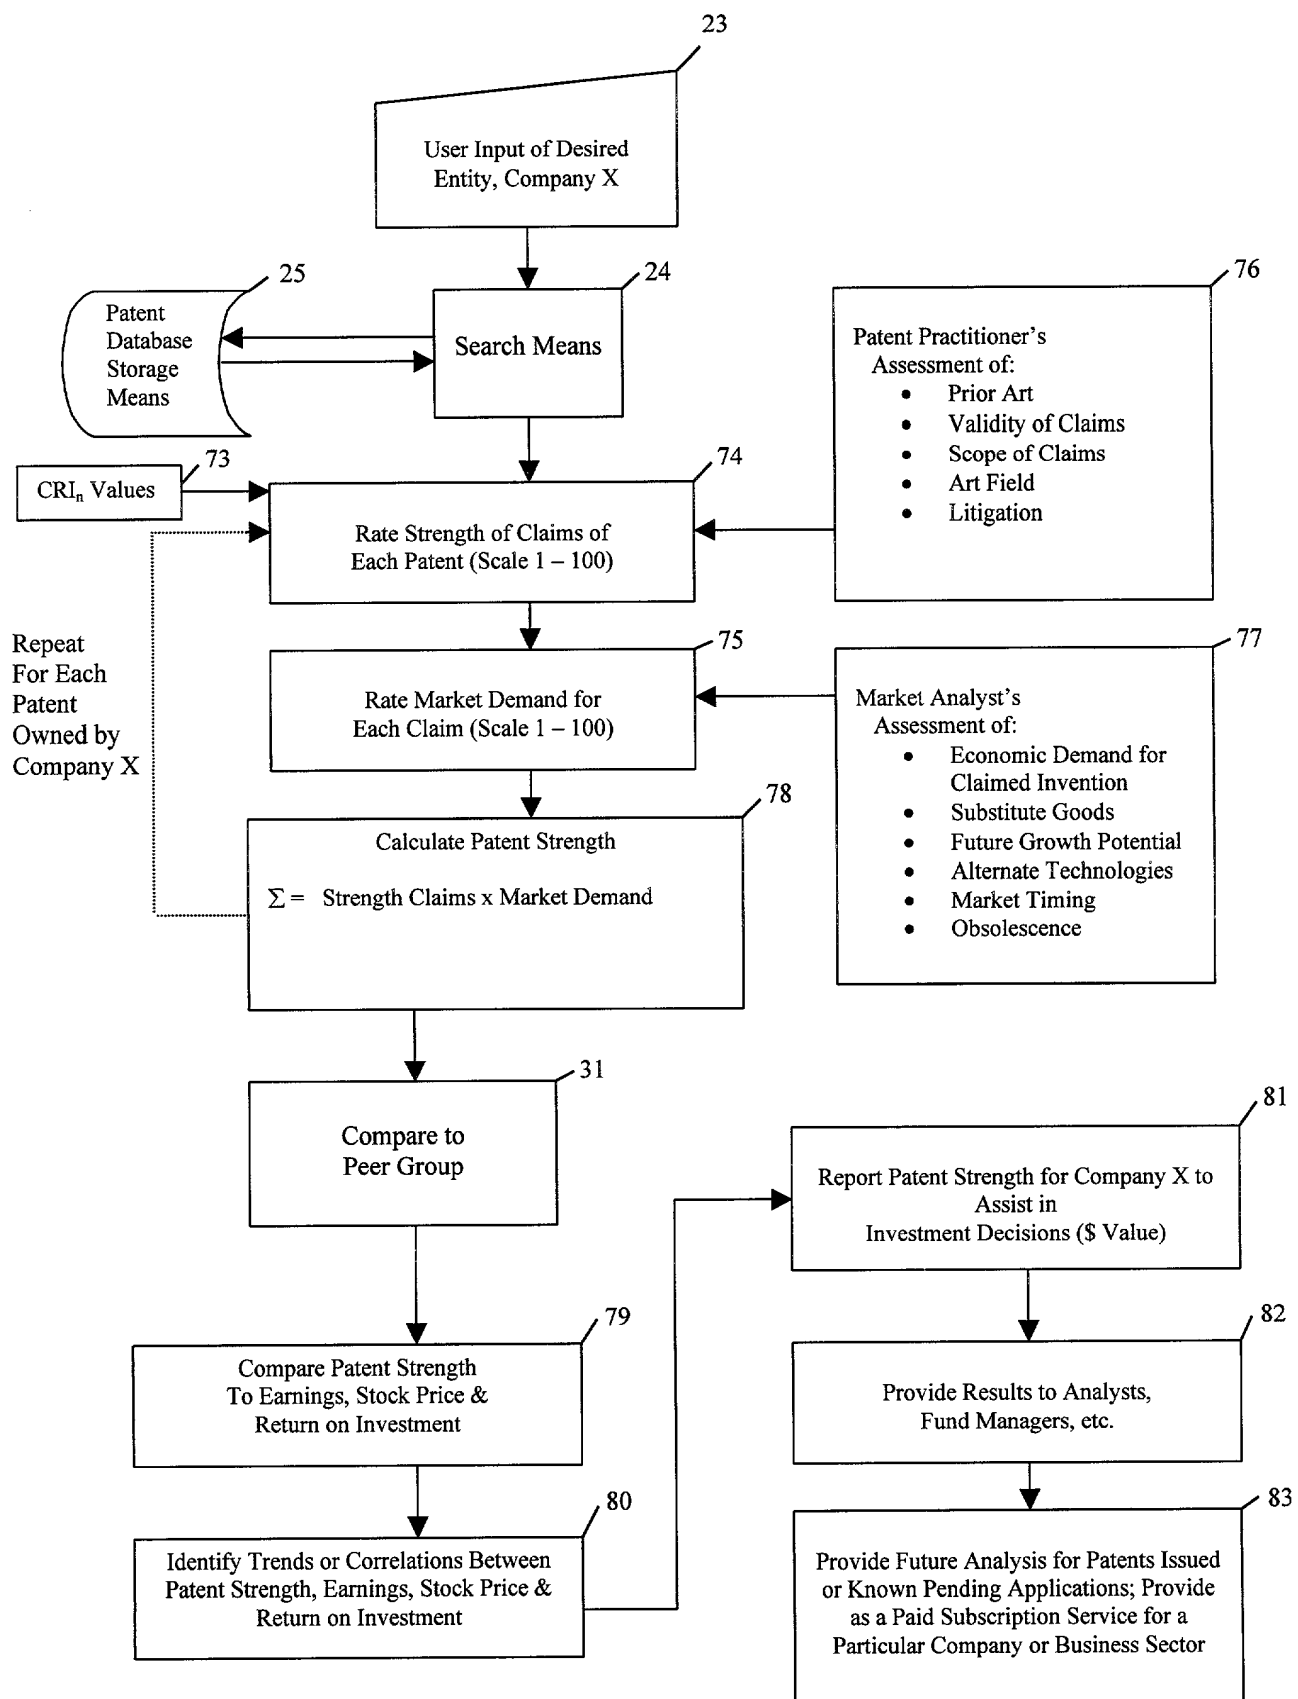 23
User Input of Desired
Entity, Company X
25
24
76
Patent
Database
Storage
Means
Search Means
Patent Practitioner's
Assessment of:
• Prior Art
• Validity of Claims
• Scope of Claims
• Art Field
• Litigation
73
74
CRIn Values
Rate Strength of Claims of
Each Patent (Scale 1 – 100)
Repeat
For Each
Patent
Owned by
Company X
75
77
Rate Market Demand for
Each Claim (Scale 1 – 100)
Market Analyst's
Assessment of:
• Economic Demand for
Claimed Invention
• Substitute Goods
• Future Growth Potential
• Alternate Technologies
• Market Timing
• Obsolescence
78
Calculate Patent Strength
Σ = Strength Claims x Market Demand
31
Compare to
Peer Group
79
Compare Patent Strength
To Earnings, Stock Price &
Return on Investment
80
Identify Trends or Correlations Between
Patent Strength, Earnings, Stock Price &
Return on Investment
81
Report Patent Strength for Company X to
Assist in
Investment Decisions ($ Value)
82
Provide Results to Analysts,
Fund Managers, etc.
83
Provide Future Analysis for Patents Issued
or Known Pending Applications; Provide
as a Paid Subscription Service for a
Particular Company or Business Sector